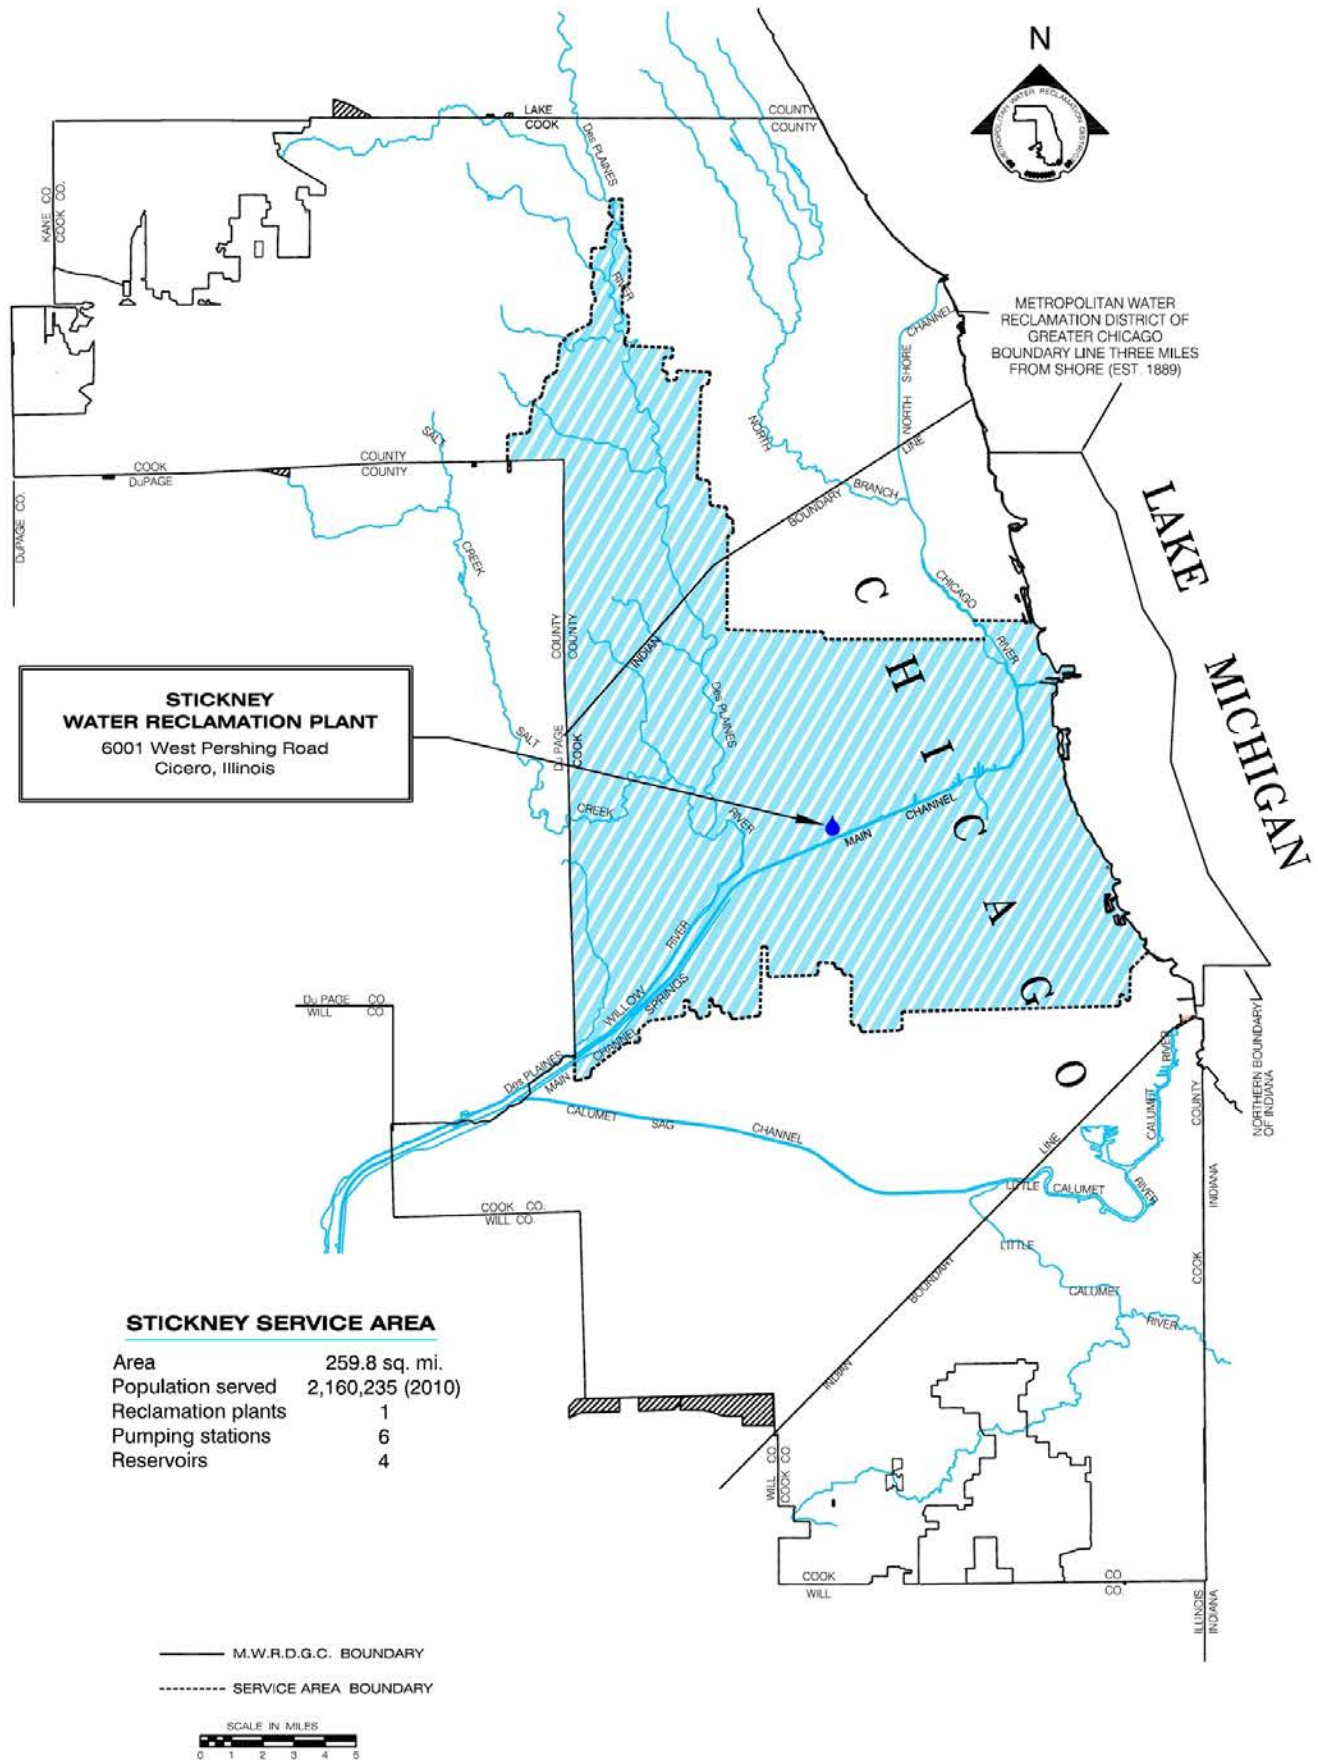 N
METROPOLITAN WATER RECLAMATION DISTRICT
LAKE
COOK
COUNTY
COUNTY
Des PLAINES
KANE CO
COOK CO.
RIVER
METROPOLITAN WATER
RECLAMATION DISTRICT OF
GREATER CHICAGO
BOUNDARY LINE THREE MILES
FROM SHORE (EST. 1889)
CHANNEL
NORTH SHORE
LINE
NORTH
BRANCH
BOUNDARY
SALT
COUNTY
COUNTY
COOK
DuPAGE
DuPAGE CO.
CREEK
LAKE
MICHIGAN
CHICAGO
CHICAGO
RIVER
COUNTY
COUNTY
INDIAN
Des PLAINES
STICKNEY
WATER RECLAMATION PLANT
6001 West Pershing Road
Cicero, Illinois
SALT
Du PAGE
COOK
CREEK
RIVER
MAIN
CHANNEL
RIVER
WILLOW
SPRINGS
CHANNEL
MAIN
Des PLAINES
Du PAGE CO.
WILL CO.
NORTHERN BOUNDARY
OF INDIANA
RIVER
CALUMET
COUNTY
INDIANA
COOK
CALUMET
SAG
CHANNEL
LINE
LITTLE
CALUMET
RIVER
LITTLE
CALUMET
RIVER
BOUNDARY
INDIAN
COOK CO.
WILL CO.
STICKNEY SERVICE AREA
Area 259.8 sq. mi.
Population served 2,160,235 (2010)
Reclamation plants 1
Pumping stations 6
Reservoirs 4
WILL CO
COOK CO
COOK
WILL
CO.
CO.
ILLINOIS
INDIANA
M.W.R.D.G.C. BOUNDARY
SERVICE AREA BOUNDARY
SCALE IN MILES
0 1 2 3 4 5